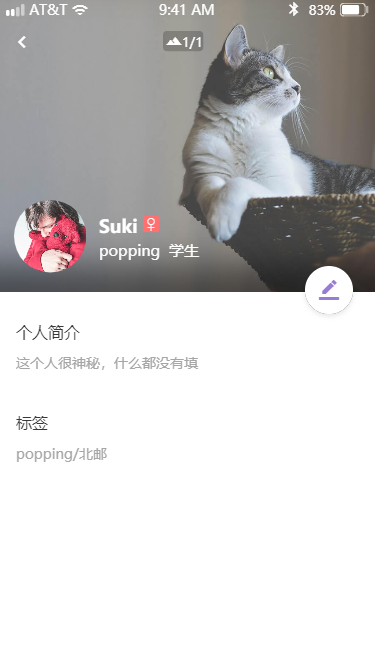 AT&T 9:41 AM 83%
1/1
Suki
popping 学生
个人简介
这个人很神秘，什么都没有填
标签
popping/北邮